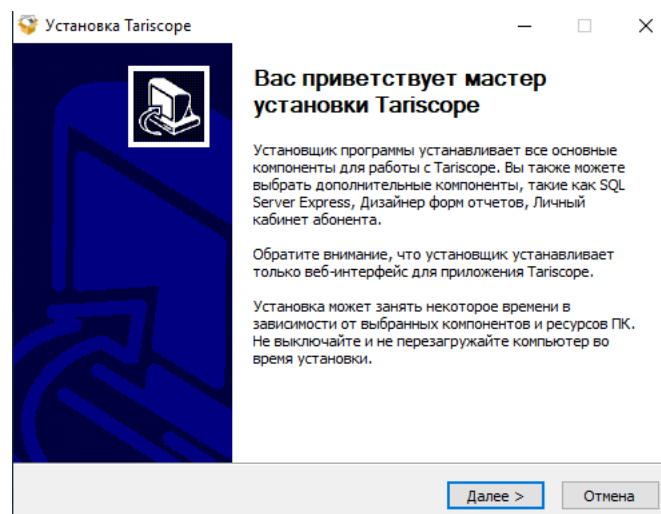 Установка Tariscope
Вас приветствует мастер
установки Tariscope
Установщик программы устанавливает все основные
компоненты для работы с Tariscope. Вы также можете
выбрать дополнительные компоненты, такие как SQL
Server Express, Дизайнер форм отчетов, Личный
кабинет абонента.
Обратите внимание, что установщик устанавливает
только веб-интерфейс для приложения Tariscope.
Установка может занять некоторое времени в
зависимости от выбранных компонентов и ресурсов ПК.
Не выключайте и не перезагружайте компьютер во
время установки.
Далее >
Отмена